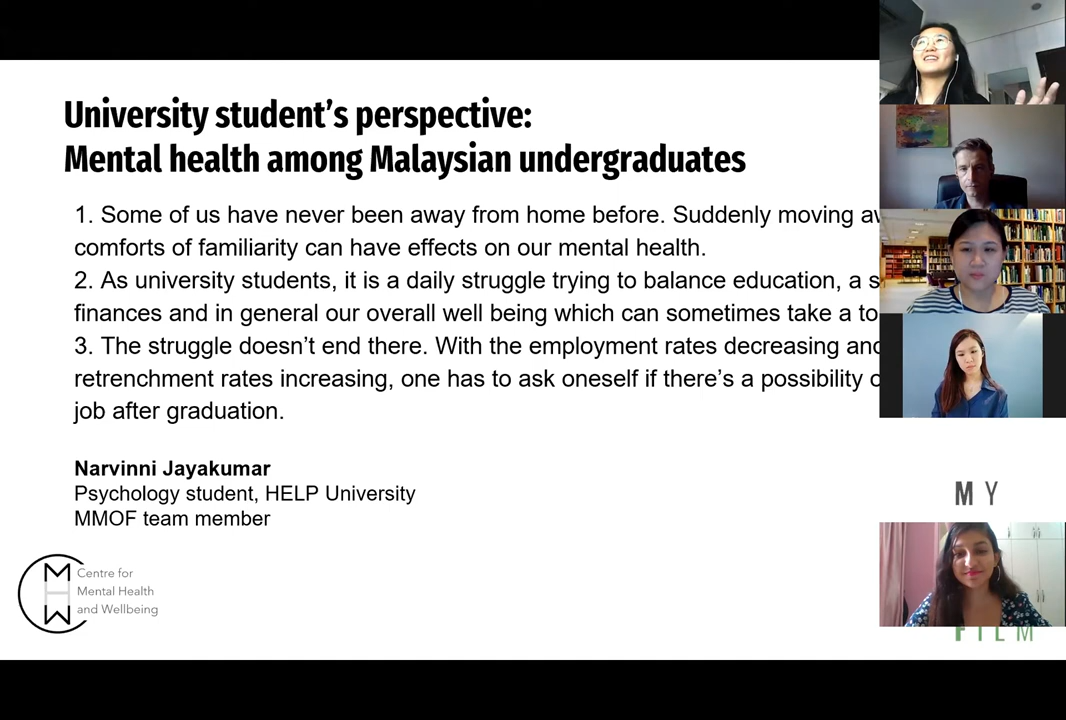 University student’s perspective:
Mental health among Malaysian undergraduates
1. Some of us have never been away from home before. Suddenly moving
comforts of familiarity can have effects on our mental health.
2. As university students, it is a daily struggle trying to balance education, a
finances and in general our overall well being which can sometimes take a
3. The struggle doesn’t end there. With the employment rates decreasing and
retrenchment rates increasing, one has to ask oneself if there’s a possibility
job after graduation.
Narvinni Jayakumar
Psychology student, HELP University
MMOF team member
MHW
Centre for
Mental Health
and Wellbeing
MY
FILM